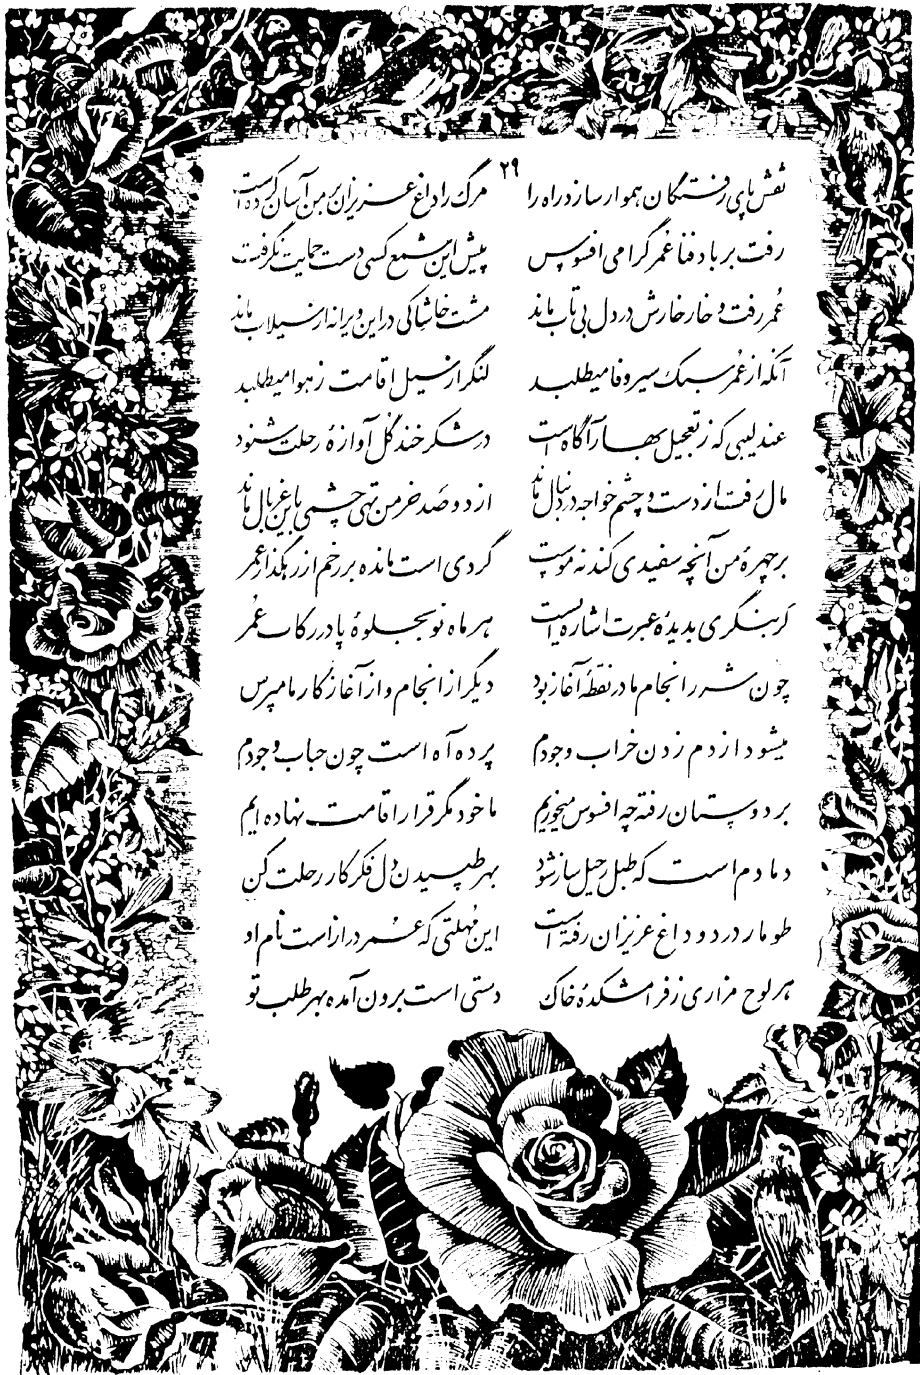 ۲۹
نقش پای رفتگان هموار سازد راه را مرگ را داغ عزیزان بر من آسان کرده است
رفت بر باد فنا عمر گرامی افسوس پیش این شمع کسی دست حمایت نگرفت
عمر رفت و خار خارش در دل بی تاب ماند مشت خاشاکی در این ویرانه از سیلاب ماند
آنکه از عمر سبک سیر وفا میطلبد لنگر از سیل اقامت ز هوا میطلبد
عندلیبی که ز تعجیل بهار آگاه است در شکر خند گل آوازهٔ رحلت شنود
مال رفت از دست و چشم خواجه در دنبال ماند از دو صد خرمن تهی چشمی باین غربال ماند
بر چهرهٔ من آنچه سفیدی کند نه موست گردی است مانده بر رخم از رهگذار عمر
گر بنگری بدیدهٔ عبرت اشاره ایست هر ماه نو بجلوهٔ پا در رکاب عمر
چون شرر انجام ما در نقطهٔ آغاز بود دیگر از انجام و از آغاز کار ما مپرس
میشود از دم زدن خراب وجودم پرده آه است چون حباب وجودم
بر دوستان رفته چه افسوس میخوریم ما خود مگر قرار اقامت نهاده ایم
دمادم است که طبل رحیل ساز شود بهر طپیدن دل فکر کار رحلت کن
طومار درد و داغ عزیزان رفته است این مهلتی که عمر دراز است نام او
هر لوح مزاری ز فرامشکدهٔ خاک دستی است برون آمده بهر طلب تو